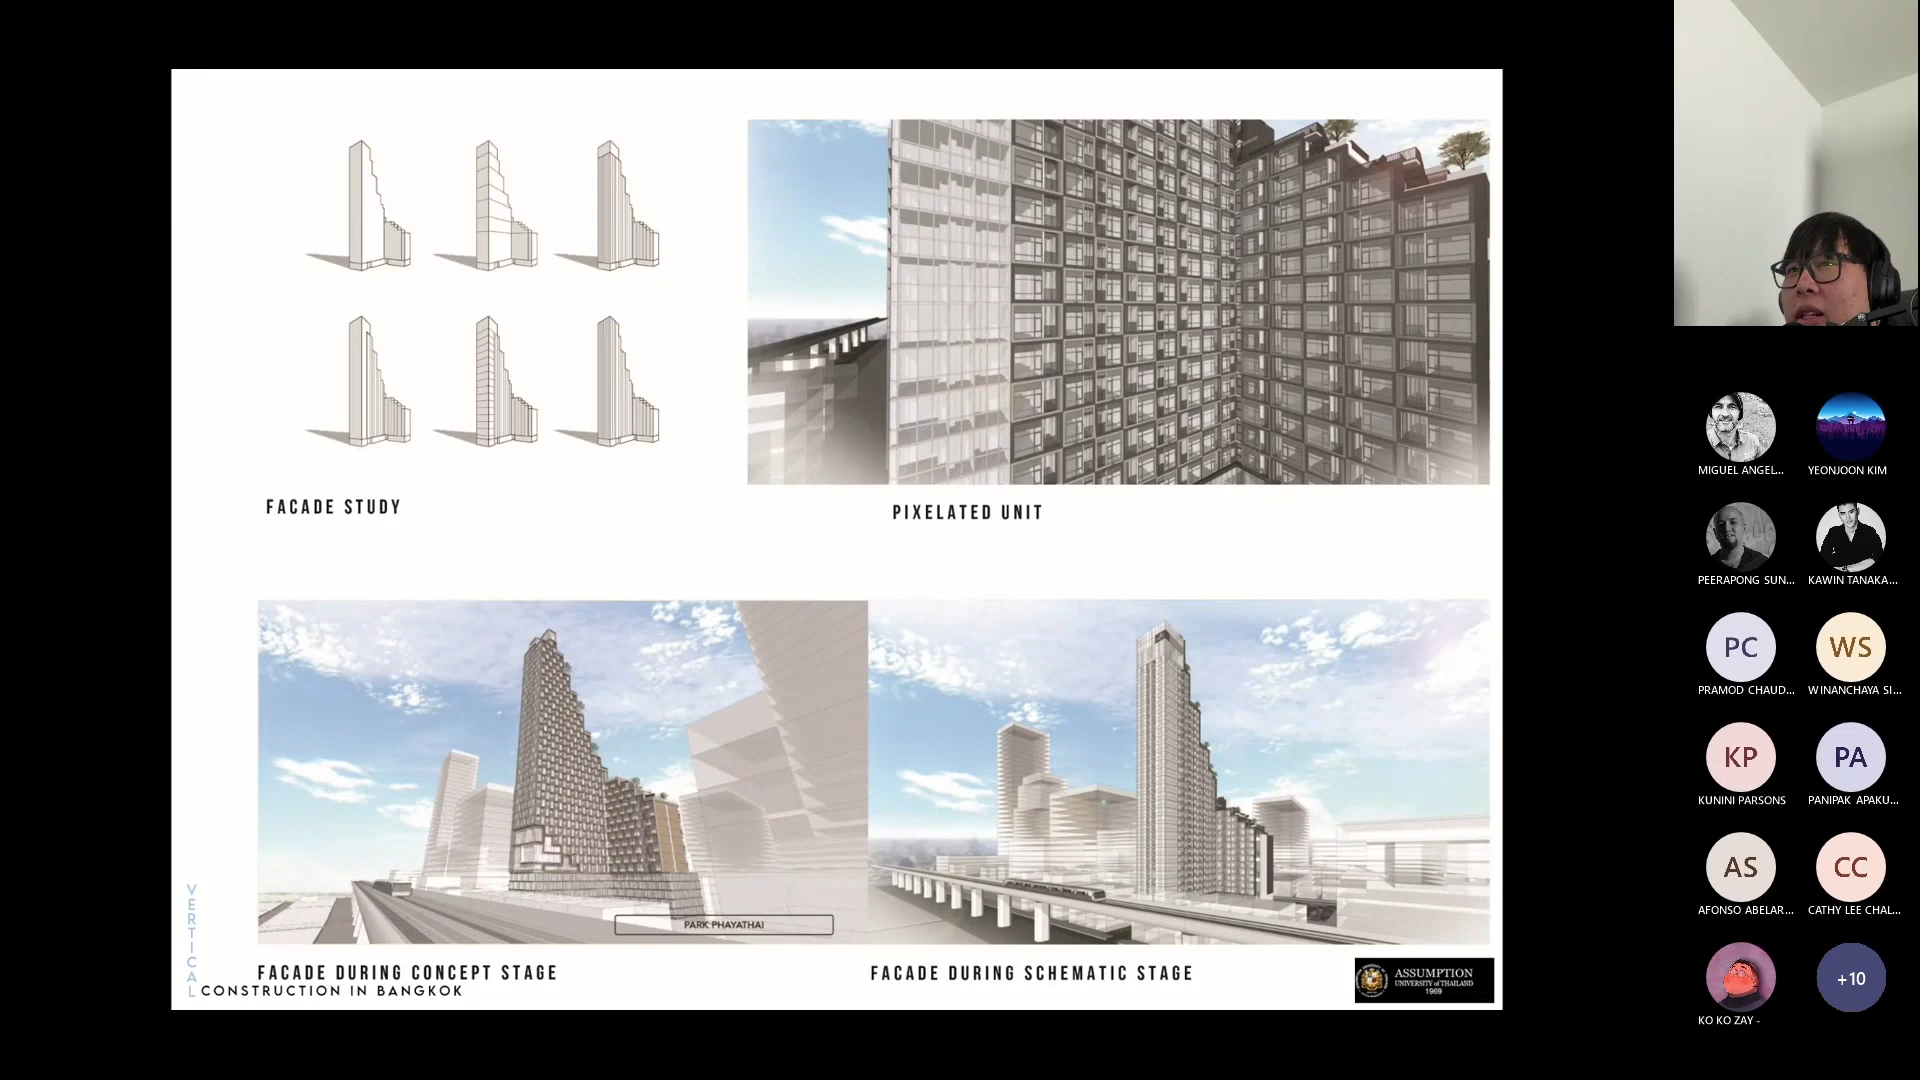 FACADE STUDY
PIXELATED UNIT
PARK PHAYATHAI
FACADE DURING CONCEPT STAGE
FACADE DURING SCHEMATIC STAGE
VERTICAL
CONSTRUCTION IN BANGKOK
ASSUMPTION
UNIVERSITY of THAILAND
1969
MIGUEL ANGEL...
YEONJOON KIM
PEERAPONG SUN...
KAWIN TANAKA...
PC
WS
PRAMOD CHAUD...
WINANCHAYA SI...
KP
PA
KUNINI PARSONS
PANIPAK APAKU...
AS
CC
AFONSO ABELAR...
CATHY LEE CHAL...
+10
KO KO ZAY -